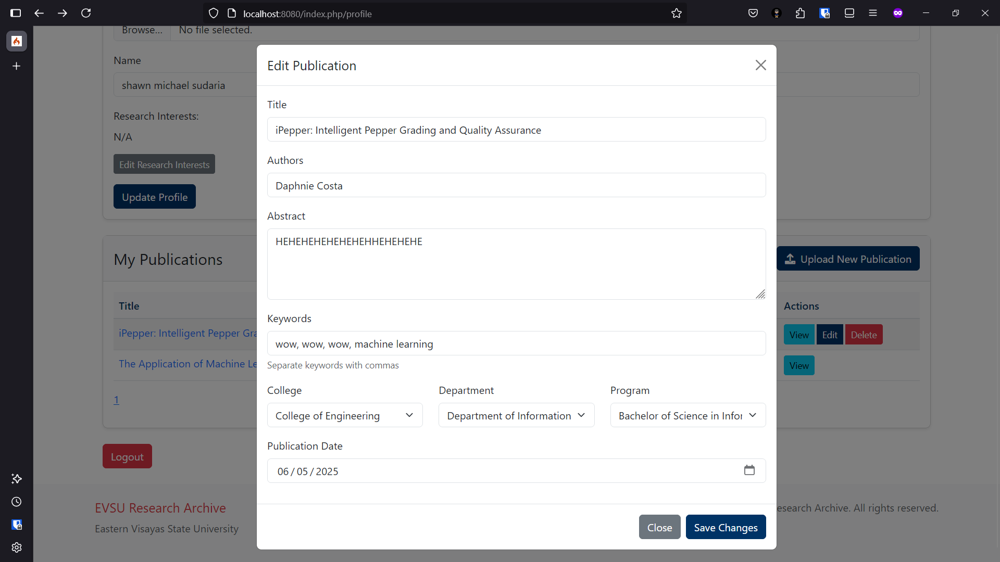 localhost:8080/index.php/profile
Browse... No file selected.
Name
shawn michael sudaria
Research Interests:
N/A
Edit Research Interests
Update Profile
My Publications
Upload New Publication
Title
Actions
iPepper: Intelligent Pepper Gra
View Edit Delete
The Application of Machine Le
View
1
Logout
EVSU Research Archive
Eastern Visayas State University
esearch Archive. All rights reserved.
Edit Publication
Title
iPepper: Intelligent Pepper Grading and Quality Assurance
Authors
Daphnie Costa
Abstract
HEHEHEHEHEHEHEHHEHEHEHE
Keywords
wow, wow, wow, machine learning
Separate keywords with commas
College Department Program
College of Engineering Department of Information Bachelor of Science in Infor
Publication Date
06/05/2025
Close Save Changes